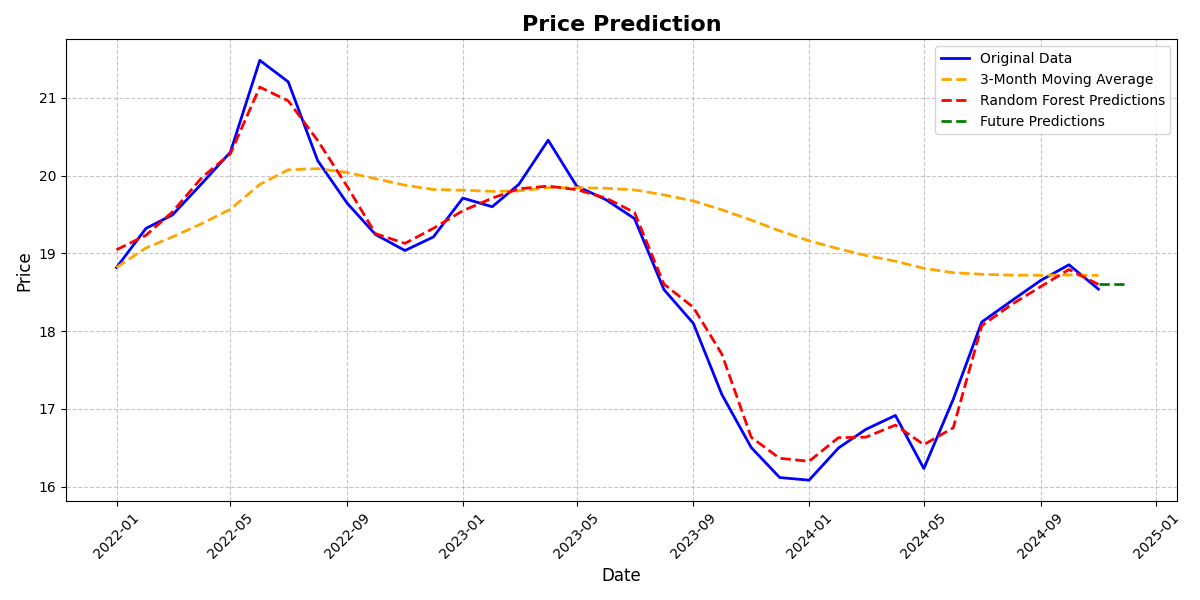 Price Prediction
Original Data
3-Month Moving Average
Random Forest Predictions
Future Predictions
Price
21
20
19
18
17
16
2022-01
2022-05
2022-09
2023-01
2023-05
2023-09
2024-01
2024-05
2024-09
2025-01
Date